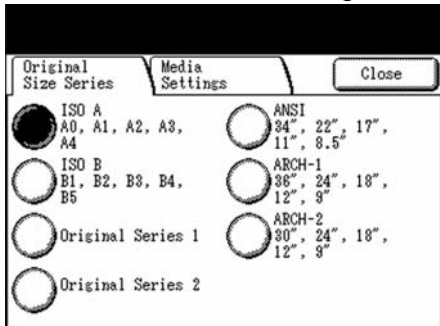 Original
Size Series
Media
Settings
Close
ISO A
A0, A1, A2, A3,
A4
ISO B
B1, B2, B3, B4,
B5
Original Series 1
Original Series 2
ANSI
34″, 22″, 17″,
11″, 8.5″
ARCH-1
36″, 24″, 18″,
12″, 9″
ARCH-2
30″, 24″, 18″,
12″, 9″